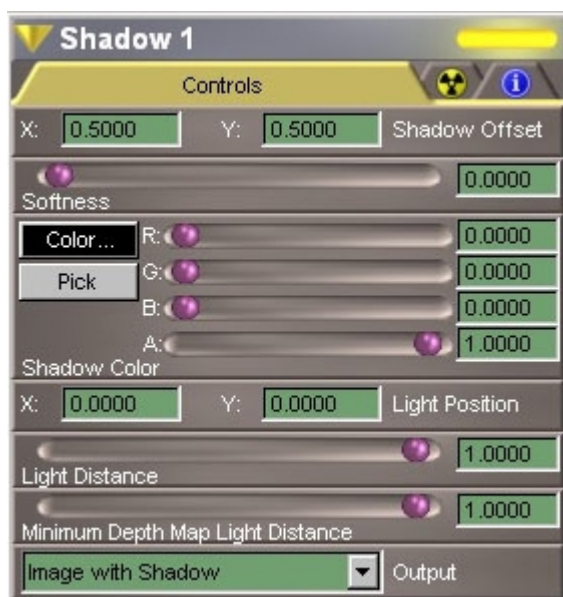 Shadow 1
Controls
X: 0.5000 Y: 0.5000 Shadow Offset
0.0000
Softness
Color... R: 0.0000
Pick G: 0.0000
B: 0.0000
A: 1.0000
Shadow Color
X: 0.0000 Y: 0.0000 Light Position
1.0000
Light Distance
1.0000
Minimum Depth Map Light Distance
Image with Shadow Output